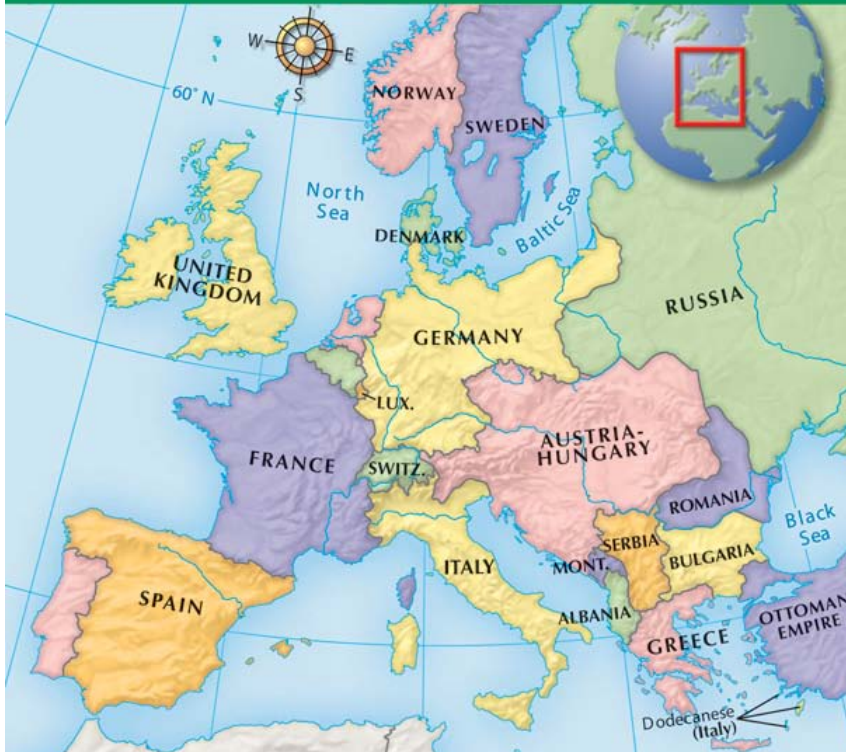 W
E
S
60° N
NORWAY
SWEDEN
North
Sea
Baltic Sea
DENMARK
UNITED
KINGDOM
RUSSIA
GERMANY
LUX.
AUSTRIA-
HUNGARY
FRANCE
SWITZ.
ROMANIA
Black
Sea
SERBIA
ITALY
MONT.
BULGARIA
SPAIN
ALBANIA
OTTOMAN
EMPIRE
GREECE
Dodecanese
(Italy)